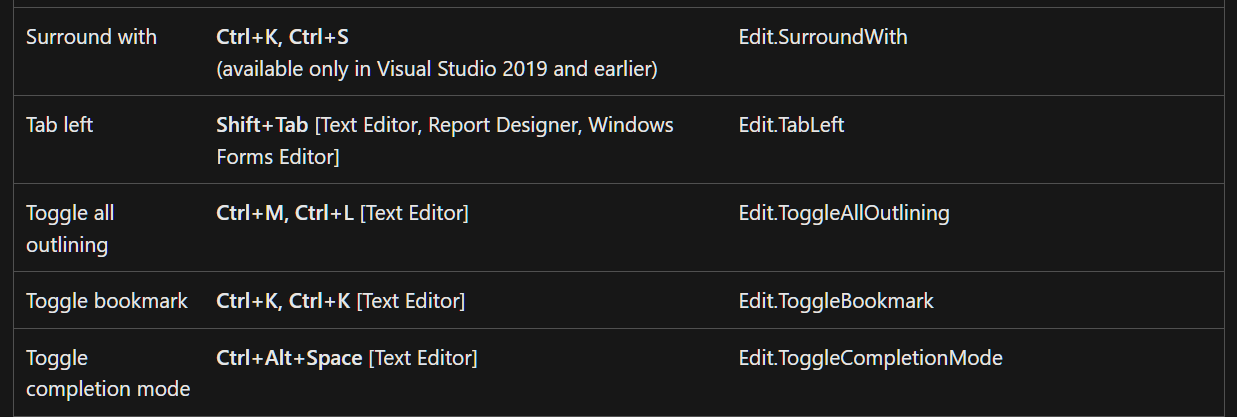 Surround with Ctrl+K, Ctrl+S Edit.SurroundWith
(available only in Visual Studio 2019 and earlier)
Tab left Shift+Tab [Text Editor, Report Designer, Windows Edit.TabLeft
Forms Editor]
Toggle all Ctrl+M, Ctrl+L [Text Editor] Edit.ToggleAllOutlining
outlining
Toggle bookmark Ctrl+K, Ctrl+K [Text Editor] Edit.ToggleBookmark
Toggle Ctrl+Alt+Space [Text Editor] Edit.ToggleCompletionMode
completion mode